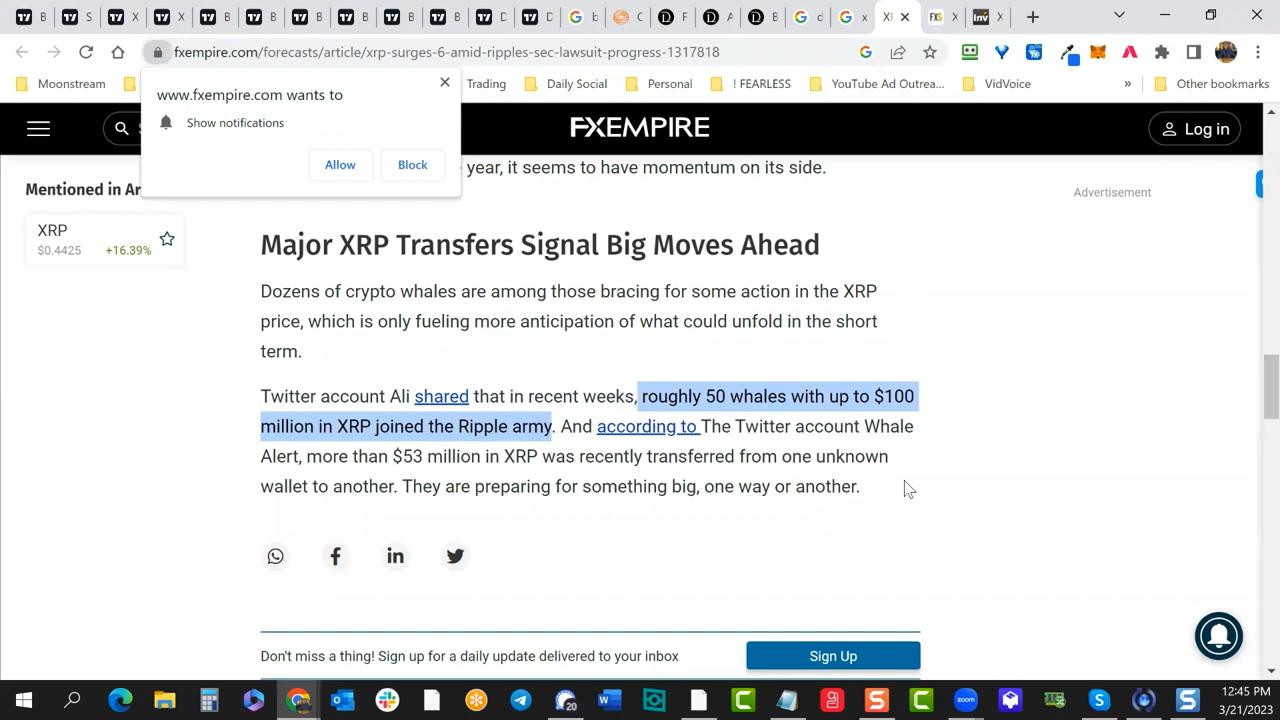 B
S
X
X
B
B
B
B
B
D
D
b
C
F
A
B
d
x
XI
X
X
fxempire.com/forecasts/article/xrp-surges-6-amid-ripples-sec-lawsuit-progress-1317818
Moonstream
Trading
Daily Social
Personal
! FEARLESS
YouTube Ad Outrea...
VidVoice
»
Other bookmarks
www.fxempire.com wants to
Show notifications
Allow
Block
FXEMPIRE
Log in
year, it seems to have momentum on its side.
Mentioned in Ar
Advertisement
XRP
$0.4425
+16.39%
Major XRP Transfers Signal Big Moves Ahead
Dozens of crypto whales are among those bracing for some action in the XRP
price, which is only fueling more anticipation of what could unfold in the short
term.
Twitter account Ali shared that in recent weeks, roughly 50 whales with up to $100
million in XRP joined the Ripple army. And according to The Twitter account Whale
Alert, more than $53 million in XRP was recently transferred from one unknown
wallet to another. They are preparing for something big, one way or another.
Don't miss a thing! Sign up for a daily update delivered to your inbox
Sign Up
12:45 PM
3/21/2023